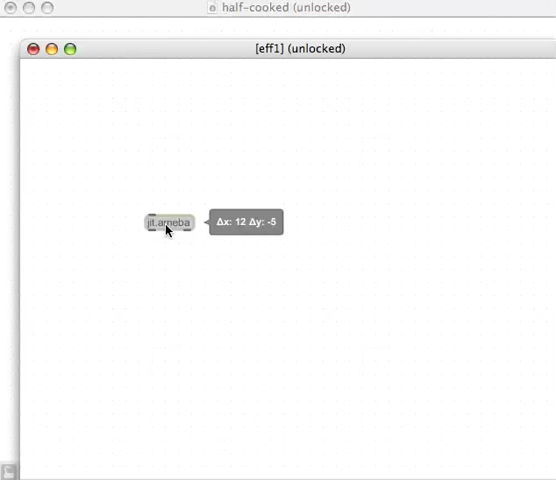 half-cooked (unlocked)
[eff1] (unlocked)
jit.ameba
Δx: 12 Δy: -5